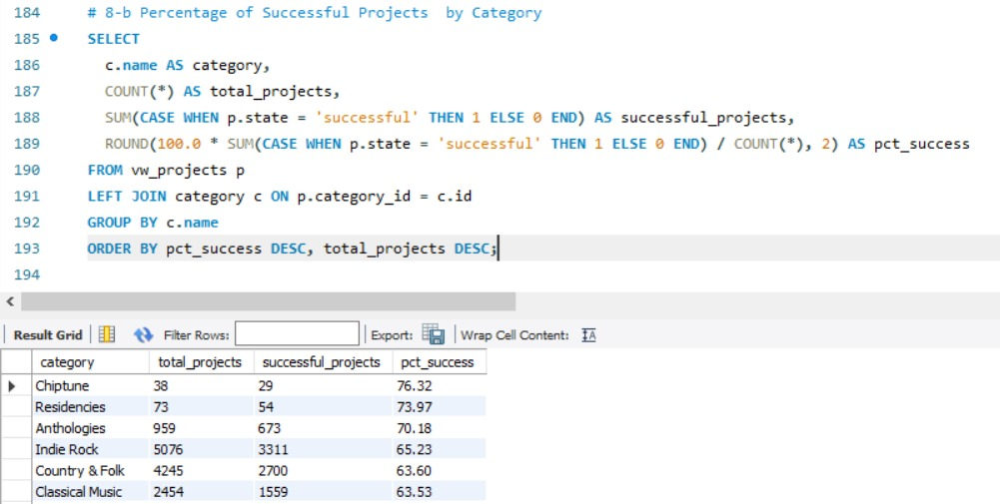 184 # 8-b Percentage of Successful Projects by Category
185 SELECT
186 c.name AS category,
187 COUNT(*) AS total_projects,
188 SUM(CASE WHEN p.state = 'successful' THEN 1 ELSE 0 END) AS successful_projects,
189 ROUND(100.0 * SUM(CASE WHEN p.state = 'successful' THEN 1 ELSE 0 END) / COUNT(*), 2) AS pct_success
190 FROM vw_projects p
191 LEFT JOIN category c ON p.category_id = c.id
192 GROUP BY c.name
193 ORDER BY pct_success DESC, total_projects DESC;
194
Result Grid Filter Rows: Export: Wrap Cell Content: IA
category total_projects successful_projects pct_success
Chiptune 38 29 76.32
Residencies 73 54 73.97
Anthologies 959 673 70.18
Indie Rock 5076 3311 65.23
Country & Folk 4245 2700 63.60
Classical Music 2454 1559 63.53